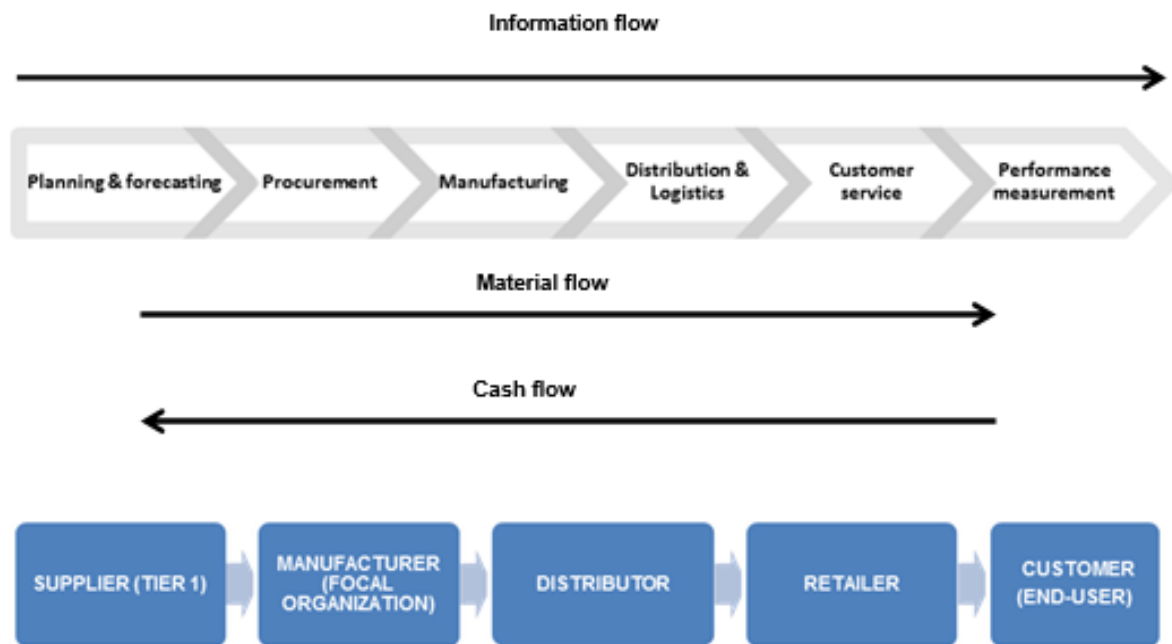 Information flow
Planning & forecasting
Procurement
Manufacturing
Distribution &
Logistics
Customer
service
Performance
measurement
Material flow
Cash flow
SUPPLIER (TIER 1)
MANUFACTURER
(FOCAL
ORGANIZATION)
DISTRIBUTOR
RETAILER
CUSTOMER
(END-USER)